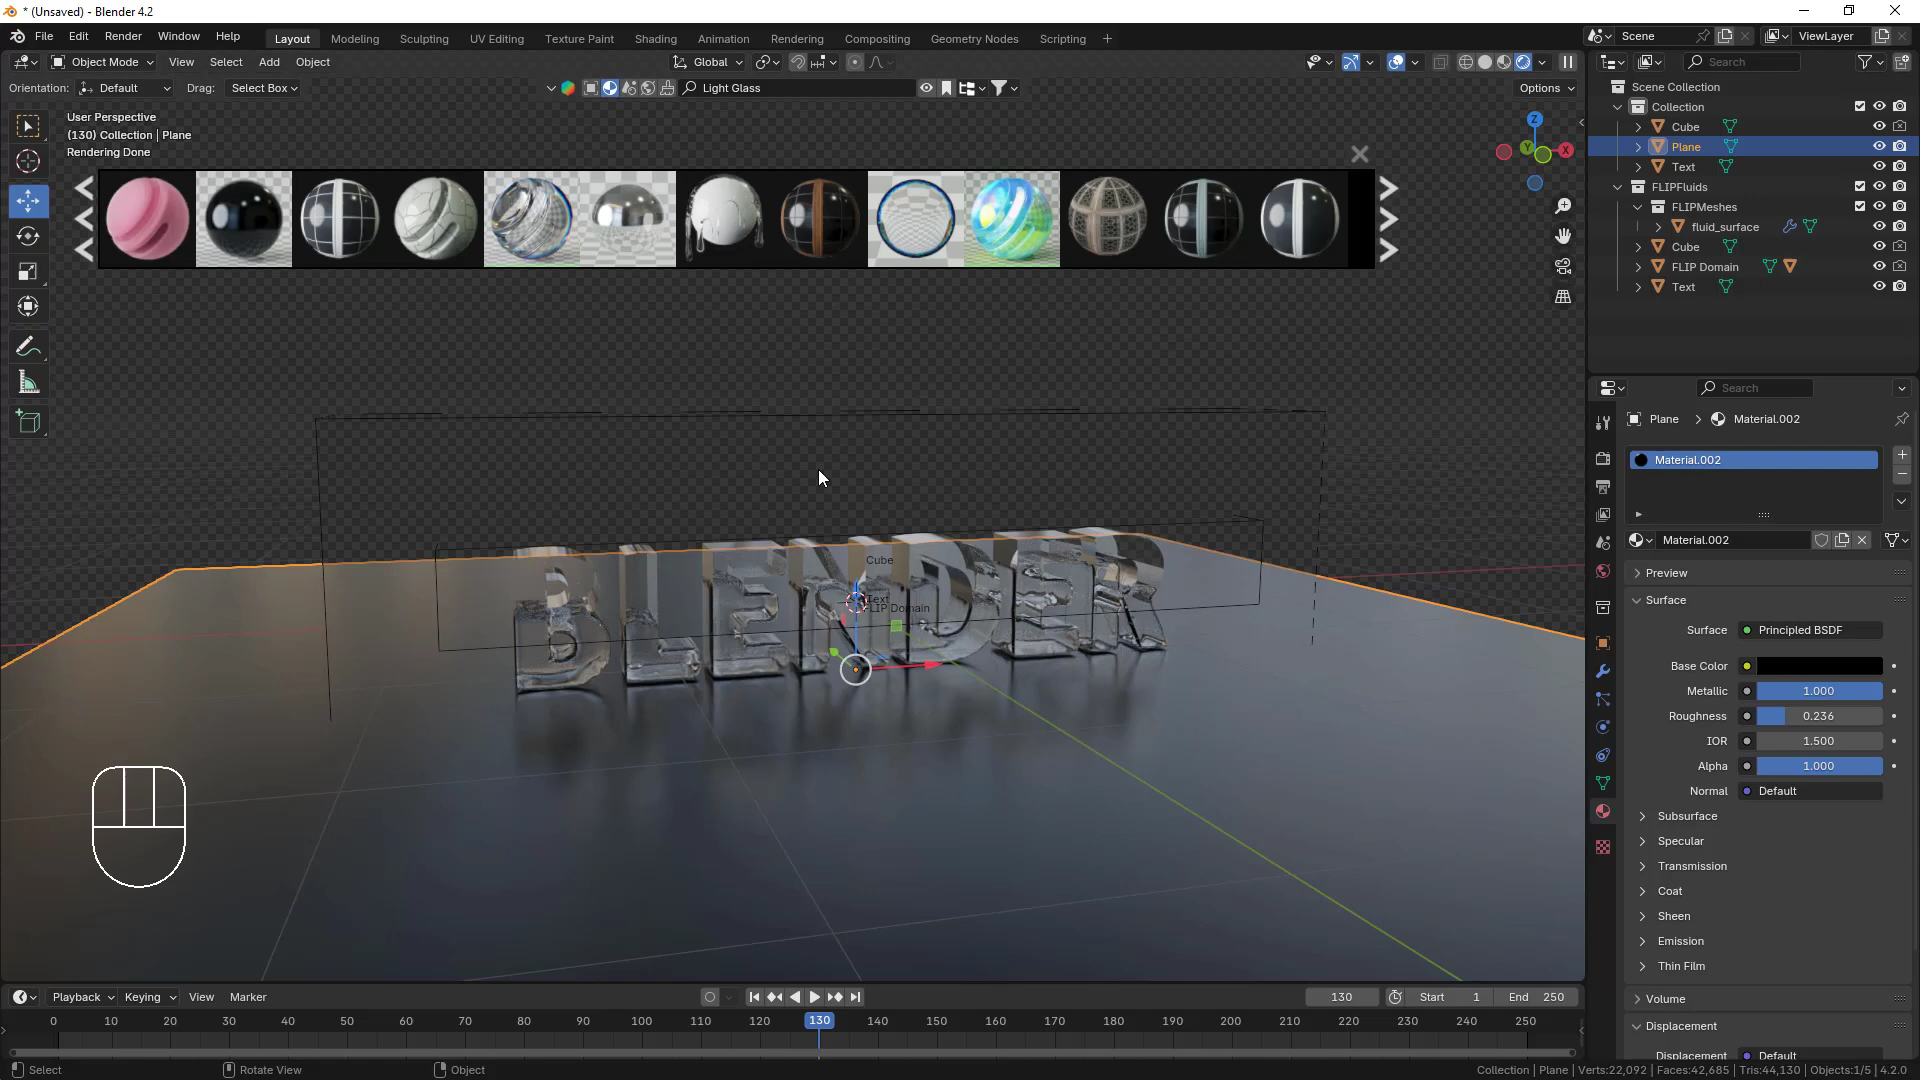 * (Unsaved) - Blender 4.2
File Edit Render Window Help
Layout Modeling Sculpting UV Editing Texture Paint Shading Animation Rendering Compositing Geometry Nodes Scripting +
Scene
ViewLayer
Object Mode View Select Add Object
Global
Orientation: Default Drag: Select Box
Light Glass
Options
User Perspective
(130) Collection | Plane
Rendering Done
Z
Y
X
BLENDER
Cube
Text
FLIP Domain
Search
Scene Collection
Collection
Cube
Plane
Text
FLIPFluids
FLIPMeshes
fluid_surface
Cube
FLIP Domain
Text
Search
Plane > Material.002
Material.002
Material.002
Preview
Surface
Surface Principled BSDF
Base Color
Metallic 1.000
Roughness 0.236
IOR 1.500
Alpha 1.000
Normal Default
Subsurface
Specular
Transmission
Coat
Sheen
Emission
Thin Film
Volume
Displacement
Displacement Default
Playback Keying View Marker
130 Start 1 End 250
0 10 20 30 40 50 60 70 80 90 100 110 120 130 140 150 160 170 180 190 200 210 220 230 240 250
Select Rotate View Object
Collection | Plane | Verts:22,092 | Faces:42,685 | Tris:44,130 | Objects:1/5 | 4.2.0